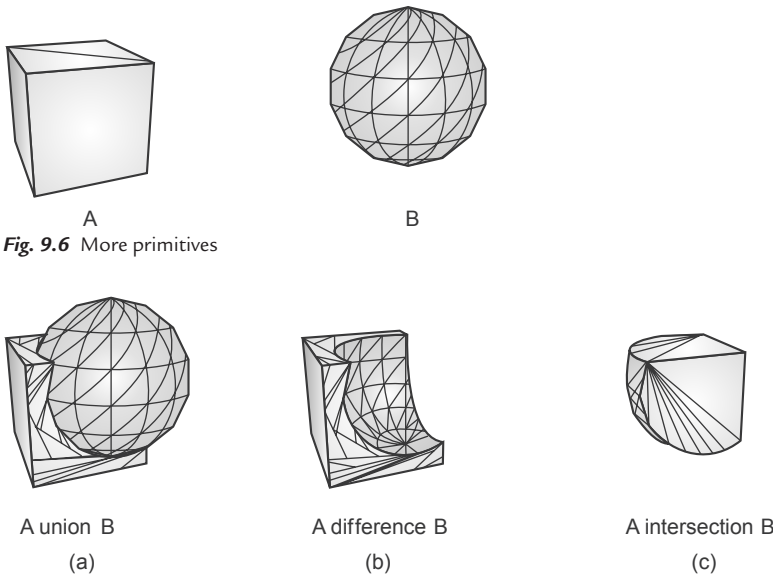 A B
Fig. 9.6 More primitives
A union B A difference B A intersection B
(a) (b) (c)